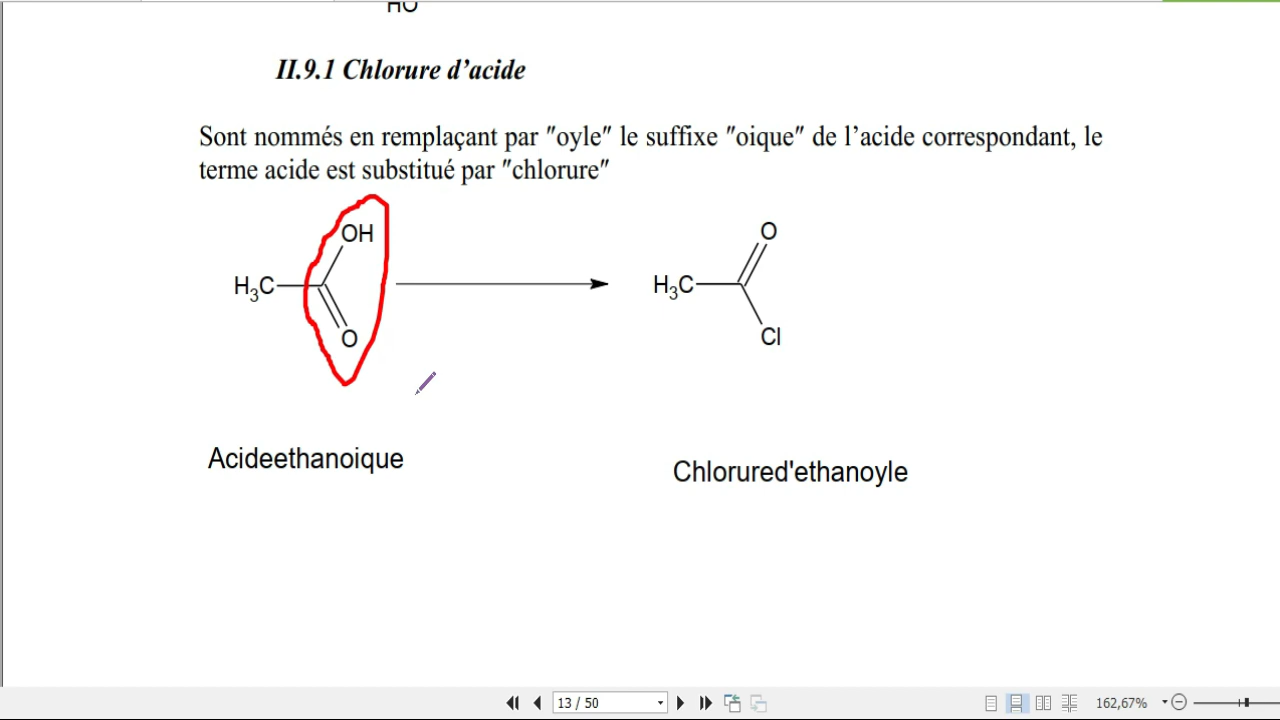 HO
II.9.1 Chlorure d’acide
Sont nommés en remplaçant par "oyle" le suffixe "oique" de l’acide correspondant, le
terme acide est substitué par "chlorure"
OH
H3C
O
O
H3C
Cl
Acideethanoique
Chlorured'ethanoyle
13 / 50
162,67%